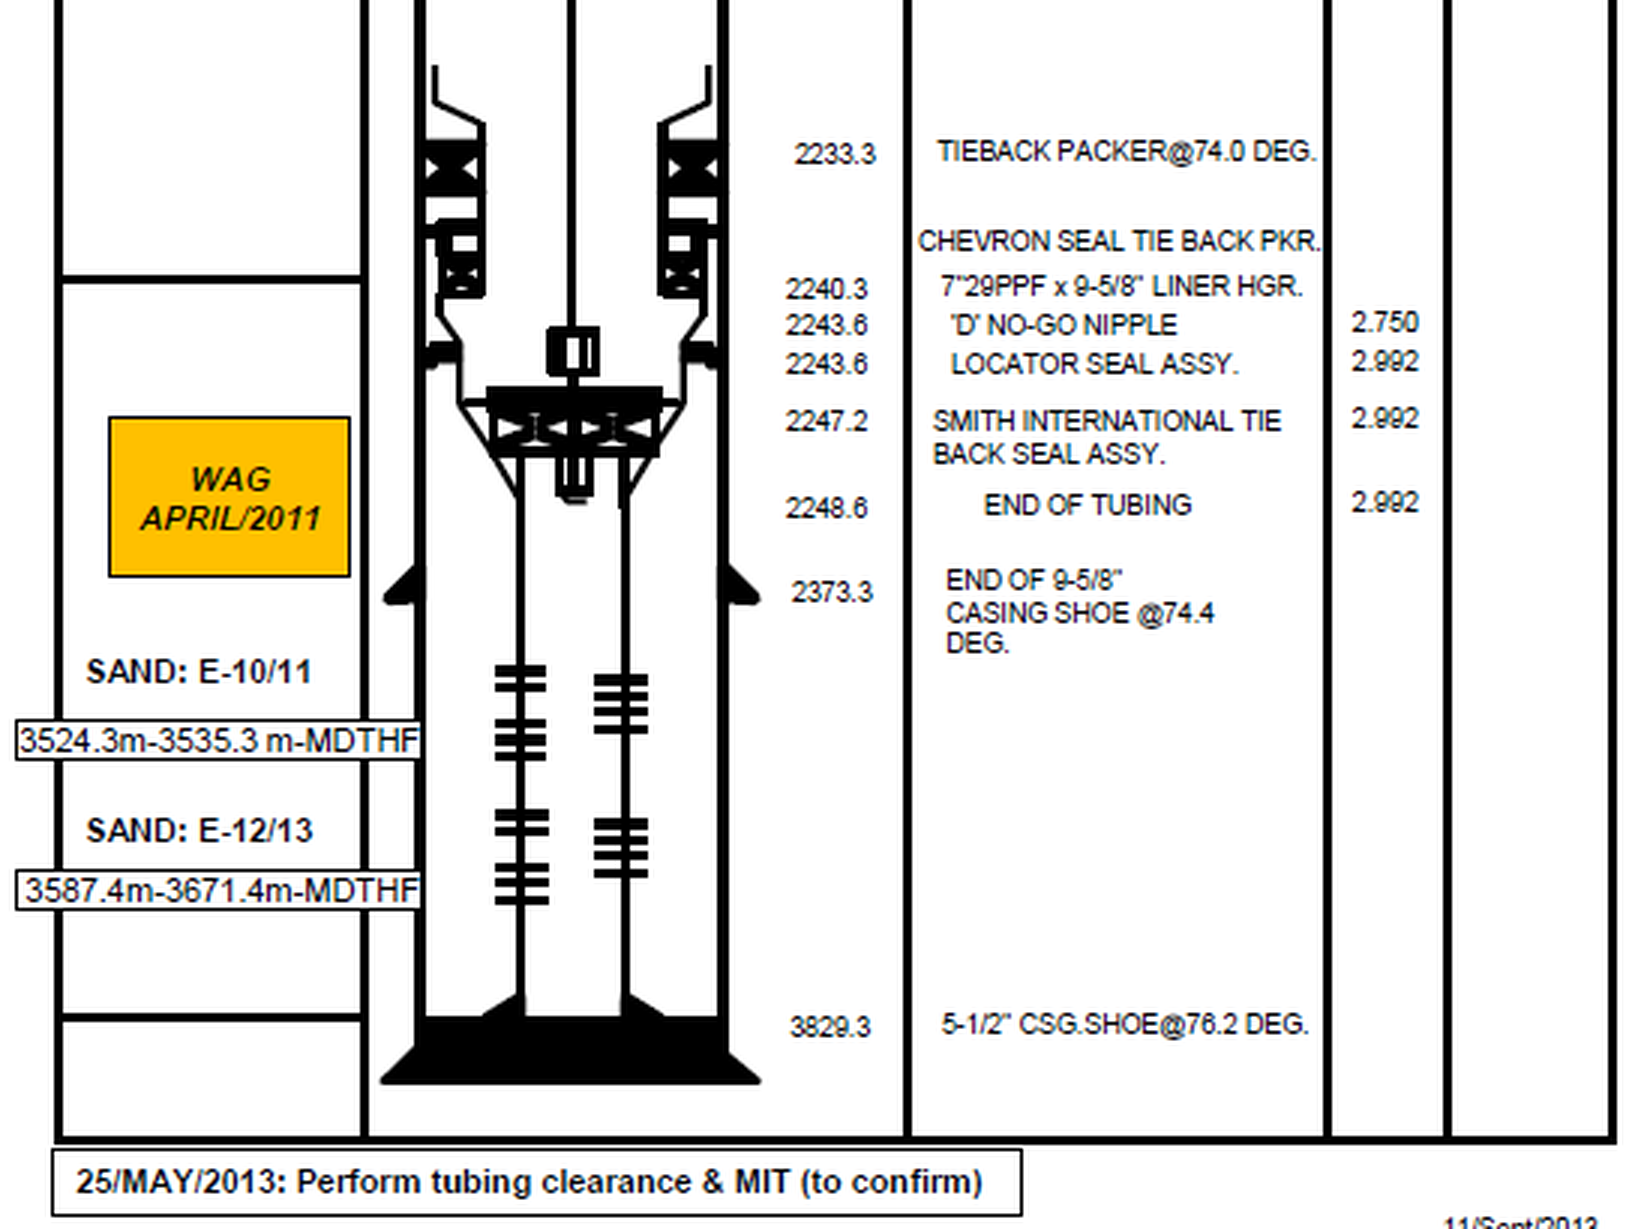 2233.3 TIEBACK PACKER@74.0 DEG.
CHEVRON SEAL TIE BACK PKR.
2240.3 7"29PPF x 9-5/8" LINER HGR.
2243.6 'D' NO-GO NIPPLE 2.750
2243.6 LOCATOR SEAL ASSY. 2.992
2247.2 SMITH INTERNATIONAL TIE 2.992
BACK SEAL ASSY.
WAG
APRIL/2011
2248.6 END OF TUBING 2.992
2373.3 END OF 9-5/8"
CASING SHOE @74.4
DEG.
SAND: E-10/11
3524.3m-3535.3 m-MDTHF
SAND: E-12/13
3587.4m-3671.4m-MDTHF
3829.3 5-1/2" CSG.SHOE@76.2 DEG.
25/MAY/2013: Perform tubing clearance & MIT (to confirm)
11/Sept/2013